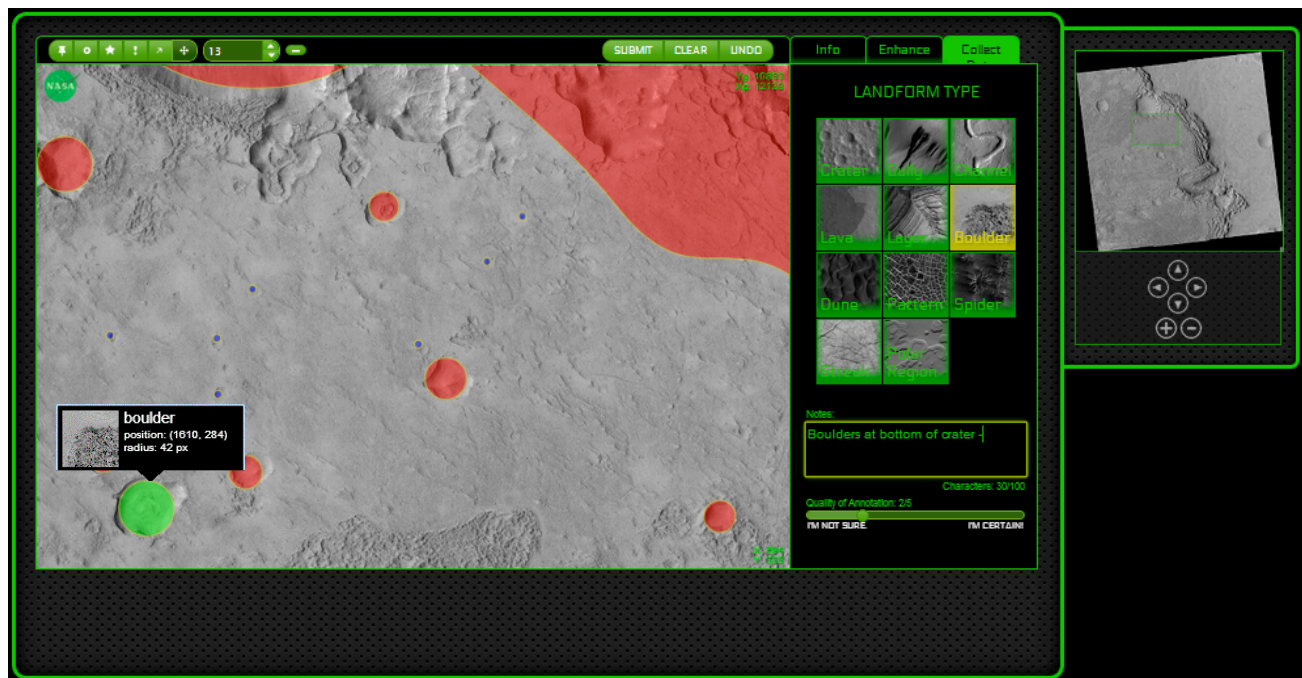 13
SUBMIT CLEAR UNDO
Info Enhance Collect
NASA
LANDFORM TYPE
Crater Gully Channel
Lava Layer Boulder
Dune Pattern Spider
Polar
Region
boulder
position: (1610, 284)
radius: 42 px
Notes:
Boulders at bottom of crater -
Characters: 30/100
Quality of Annotation: 2/5
I'M NOT SURE I'M CERTAIN!